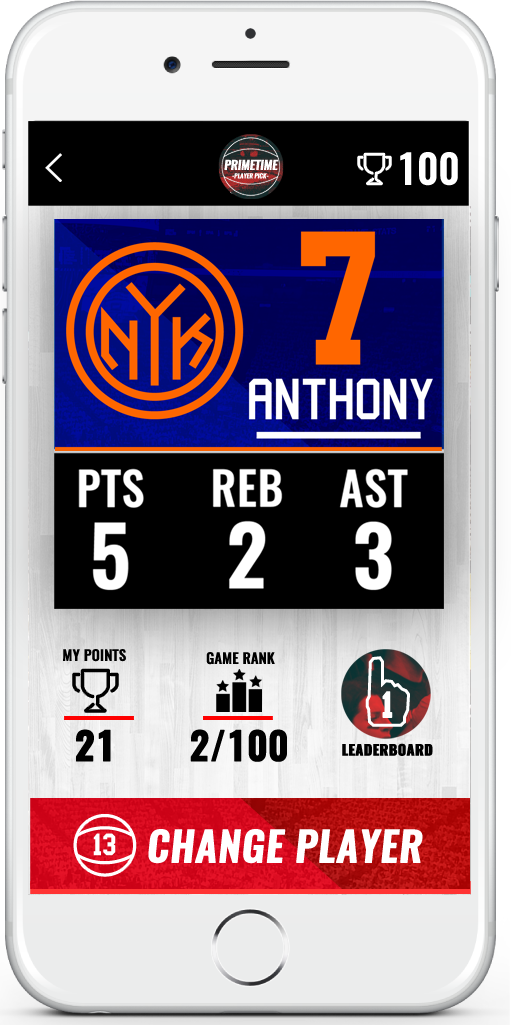 PRIMETIME
-PLAYER PICK-
100
NYK
7
ANTHONY
PTS REB AST
5 2 3
MY POINTS GAME RANK
1
21 2/100 LEADERBOARD
13 CHANGE PLAYER